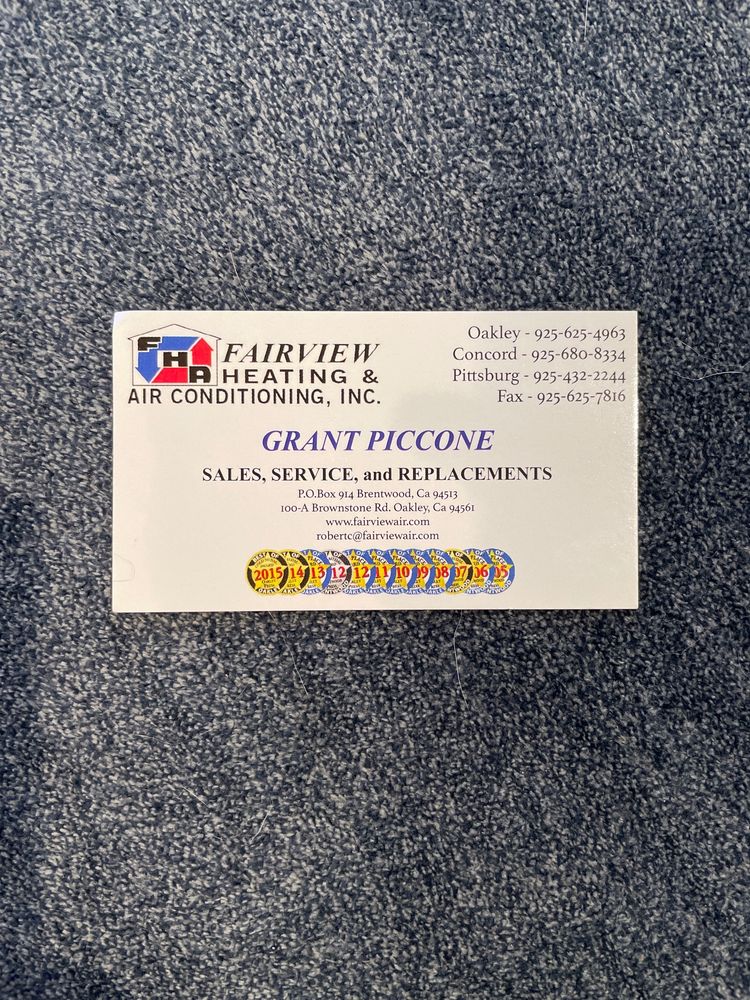 FHA
FAIRVIEW
HEATING &
AIR CONDITIONING, INC.
Oakley - 925-625-4963
Concord - 925-680-8334
Pittsburg - 925-432-2244
Fax - 925-625-7816
GRANT PICCONE
SALES, SERVICE, and REPLACEMENTS
P.O.Box 914 Brentwood, Ca 94513
100-A Brownstone Rd. Oakley, Ca 94561
www.fairviewair.com
robertc@fairviewair.com
2015 14 13 12 12 11 10 09 08 07 06 05